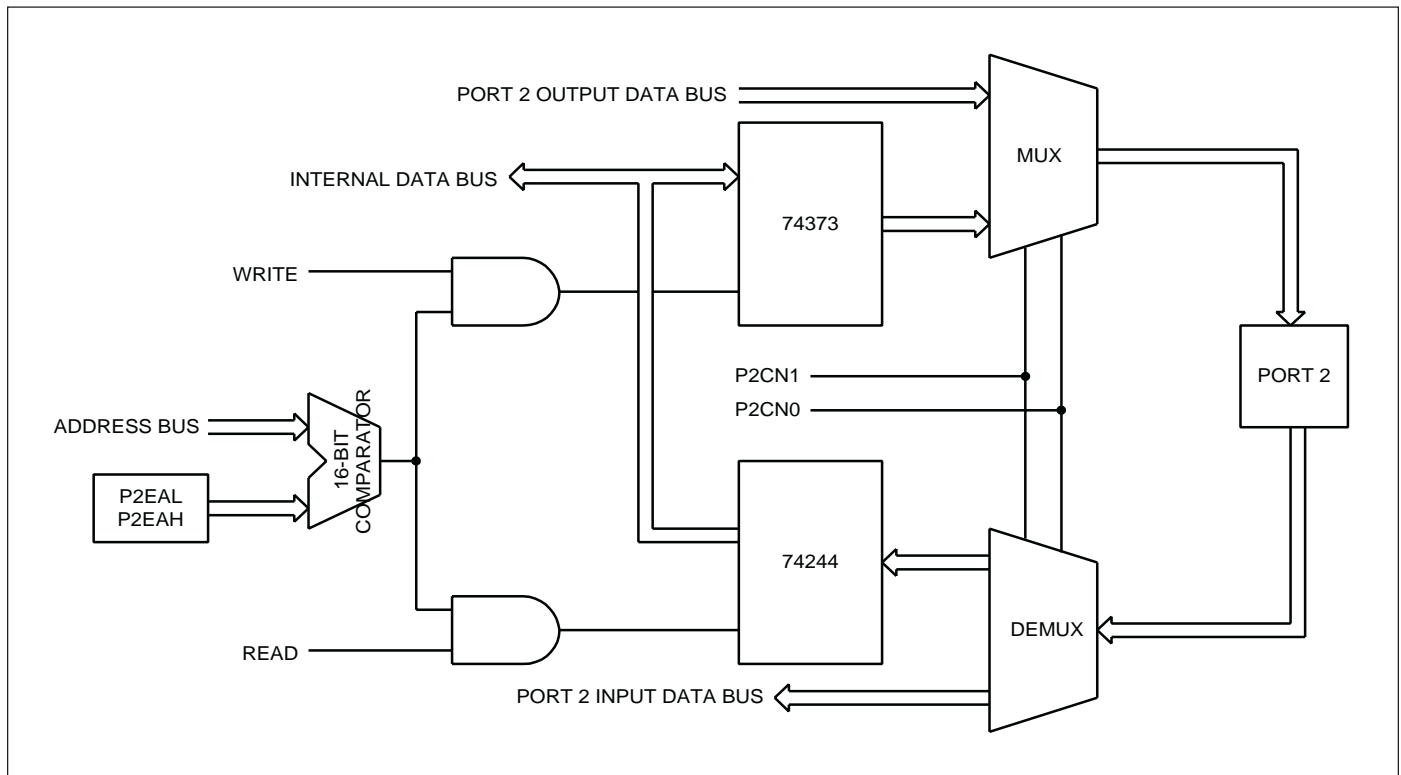 PORT 2 OUTPUT DATA BUS
MUX
INTERNAL DATA BUS
74373
WRITE
P2CN1
PORT 2
P2CN0
ADDRESS BUS
16-BIT
COMPARATOR
P2EAL
P2EAH
74244
DEMUX
READ
PORT 2 INPUT DATA BUS